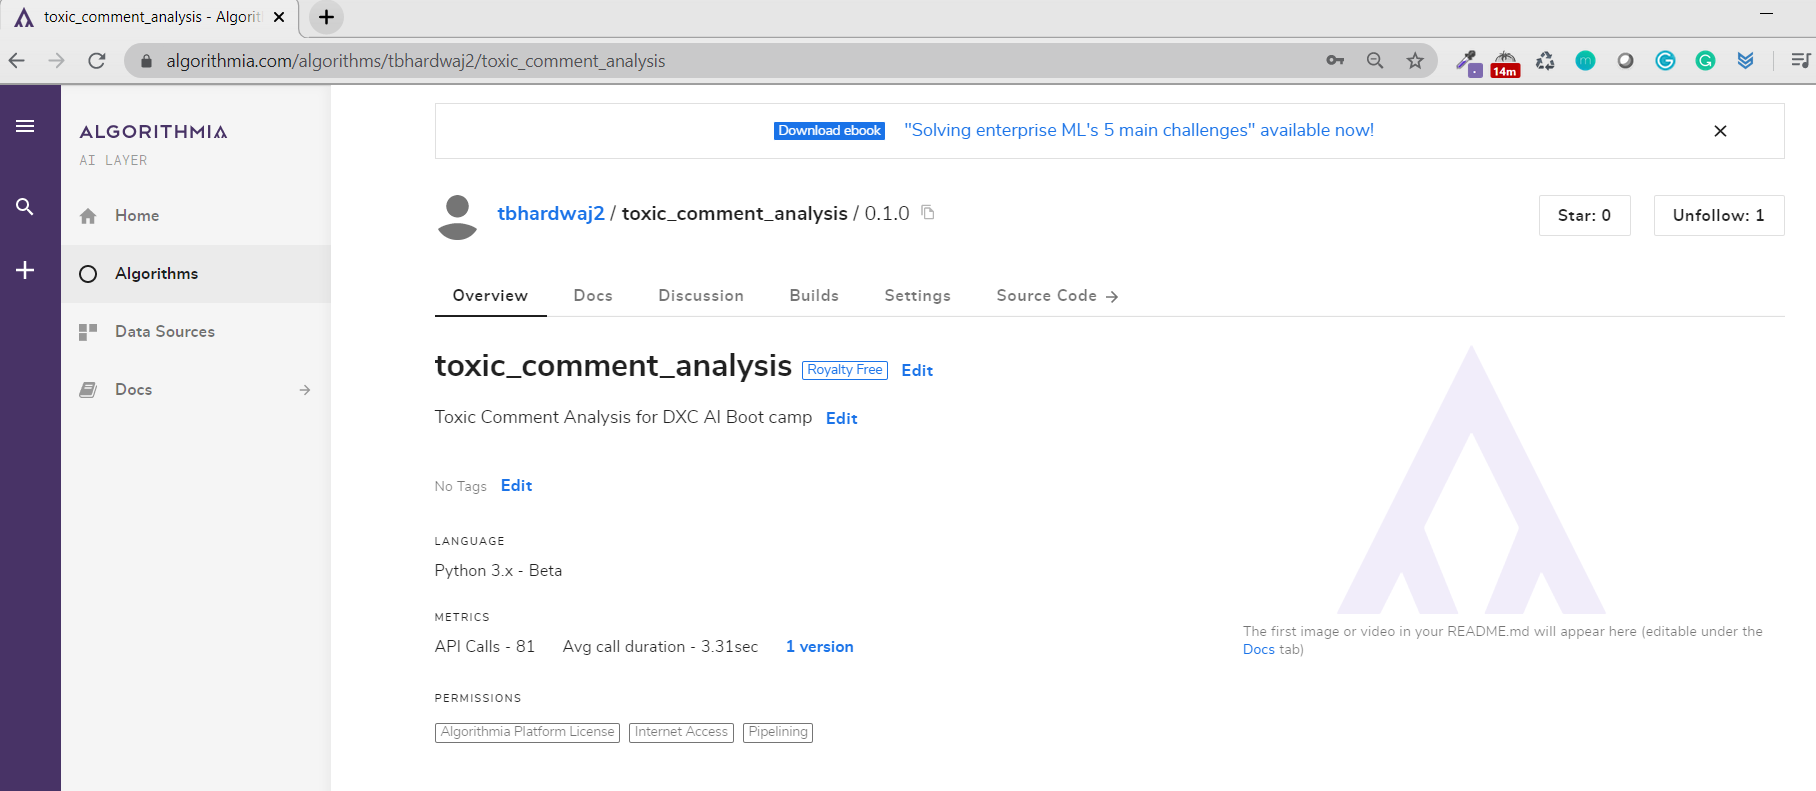 toxic_comment_analysis - Algorit
algorithmia.com/algorithms/tbhardwaj2/toxic_comment_analysis
14m
ALGORITHMIA
AI LAYER
Home
Algorithms
Data Sources
Docs
Download ebook "Solving enterprise ML's 5 main challenges" available now!
tbhardwaj2 / toxic_comment_analysis / 0.1.0
Star: 0 Unfollow: 1
Overview Docs Discussion Builds Settings Source Code →
toxic_comment_analysis Royalty Free Edit
Toxic Comment Analysis for DXC AI Boot camp Edit
No Tags Edit
LANGUAGE
Python 3.x - Beta
METRICS
API Calls - 81 Avg call duration - 3.31sec 1 version
PERMISSIONS
Algorithmia Platform License Internet Access Pipelining
The first image or video in your README.md will appear here (editable under the
Docs tab)